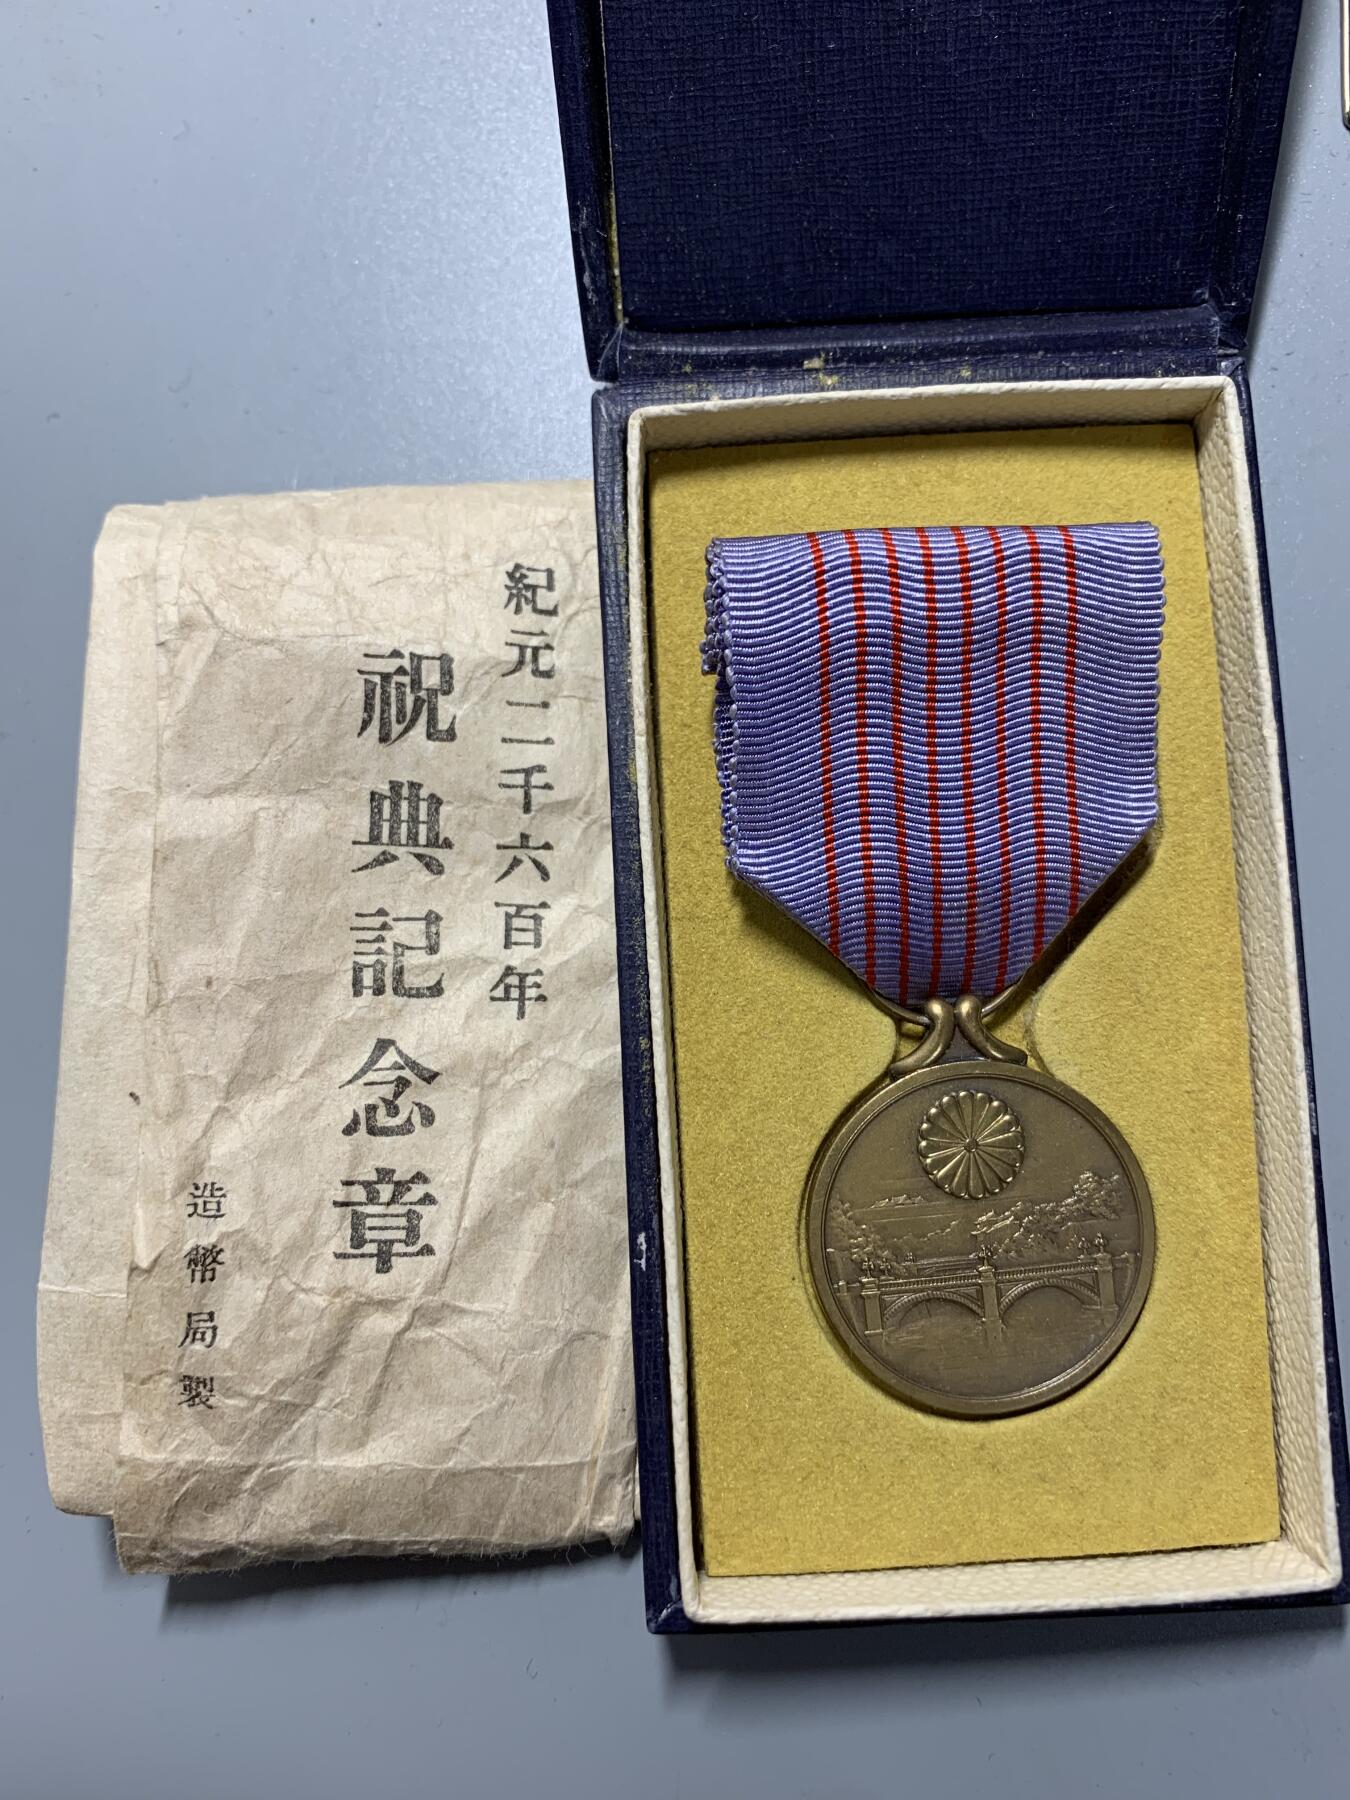 紀元二千六百年
祝典記念章
造幣局製